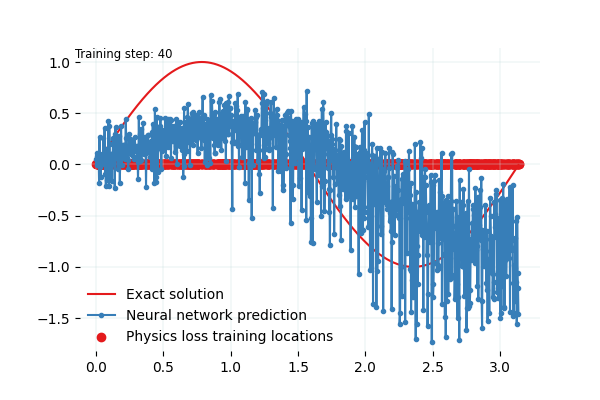 Training step: 40
1.0
0.5
0.0
−0.5
−1.0
−1.5
Exact solution
Neural network prediction
Physics loss training locations
0.0 0.5 1.0 1.5 2.0 2.5 3.0